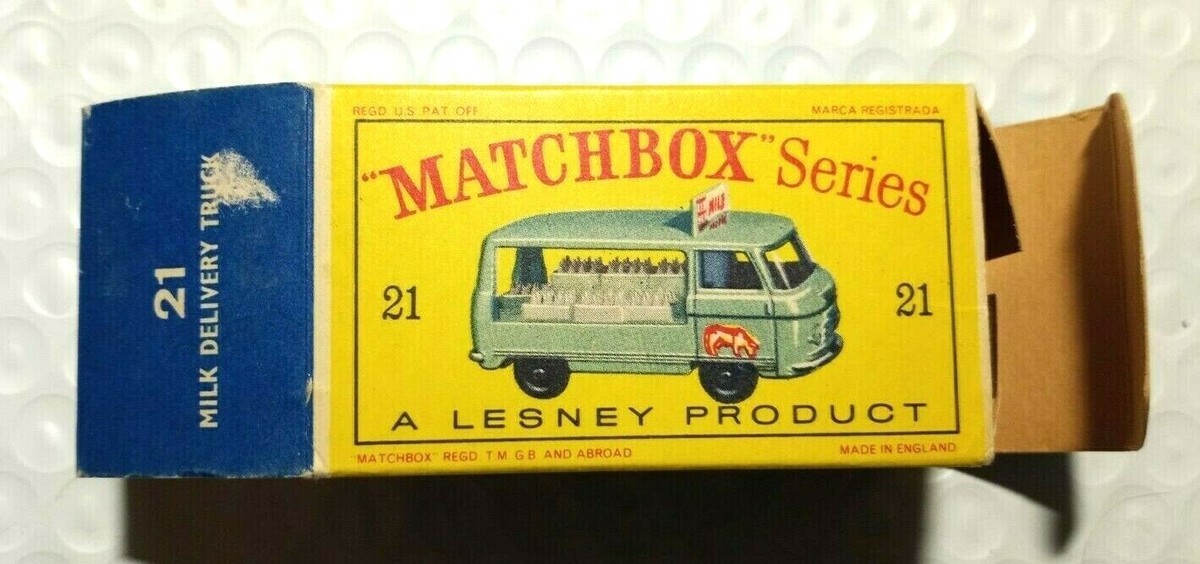 21
MILK DELIVERY TRUCK
REGD. U.S. PAT. OFF.
MARCA REGISTRADA
"MATCHBOX" Series
MILK
21
21
A LESNEY PRODUCT
"MATCHBOX" REGD. T.M. G.B. AND ABROAD
MADE IN ENGLAND